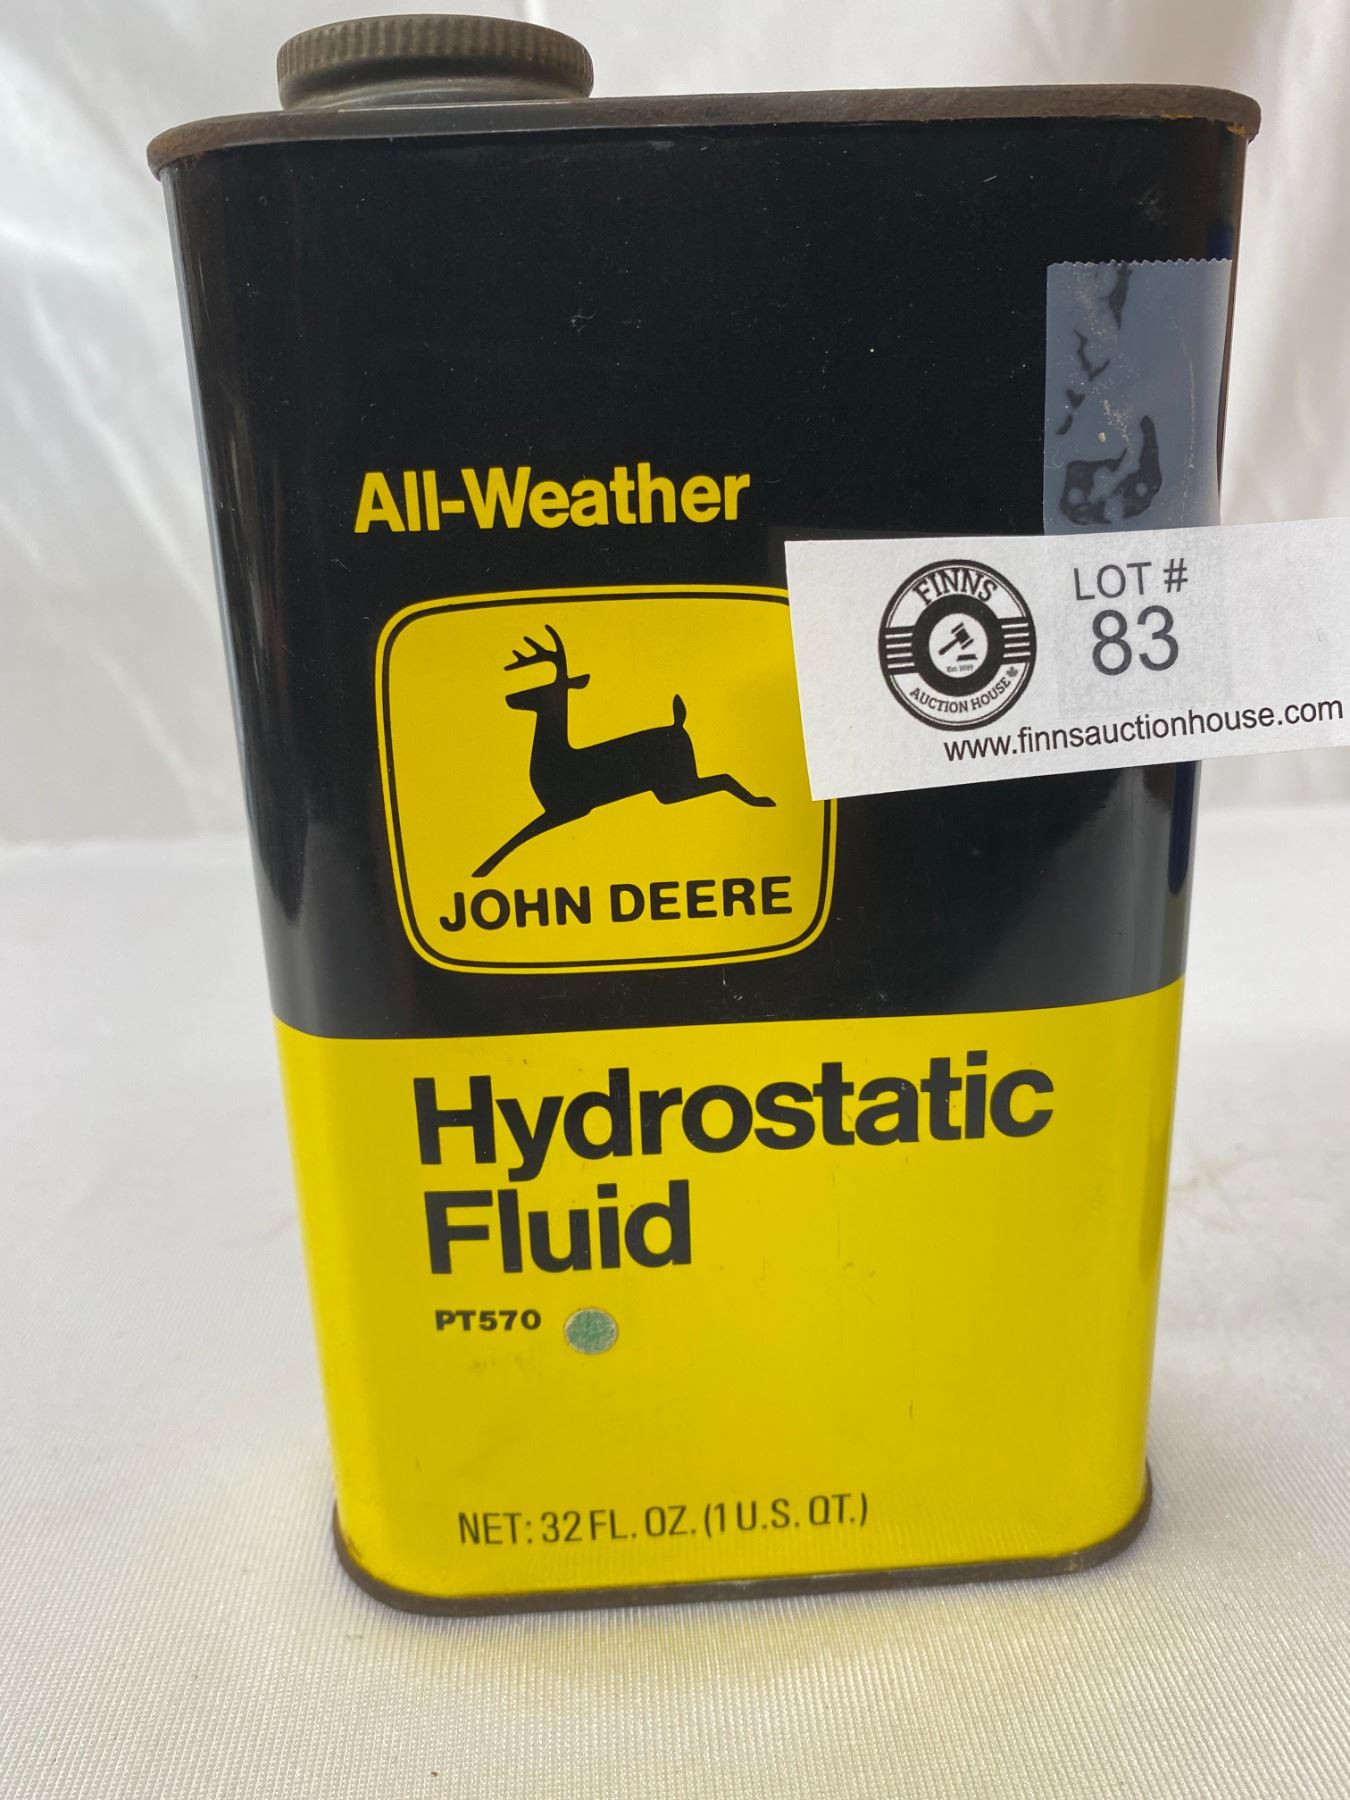 All-Weather
JOHN DEERE
Hydrostatic
Fluid
PT570
NET: 32 FL. OZ. (1 U.S. QT.)
FINNS
AUCTION HOUSE
LOT #
83
www.finnsauctionhouse.com